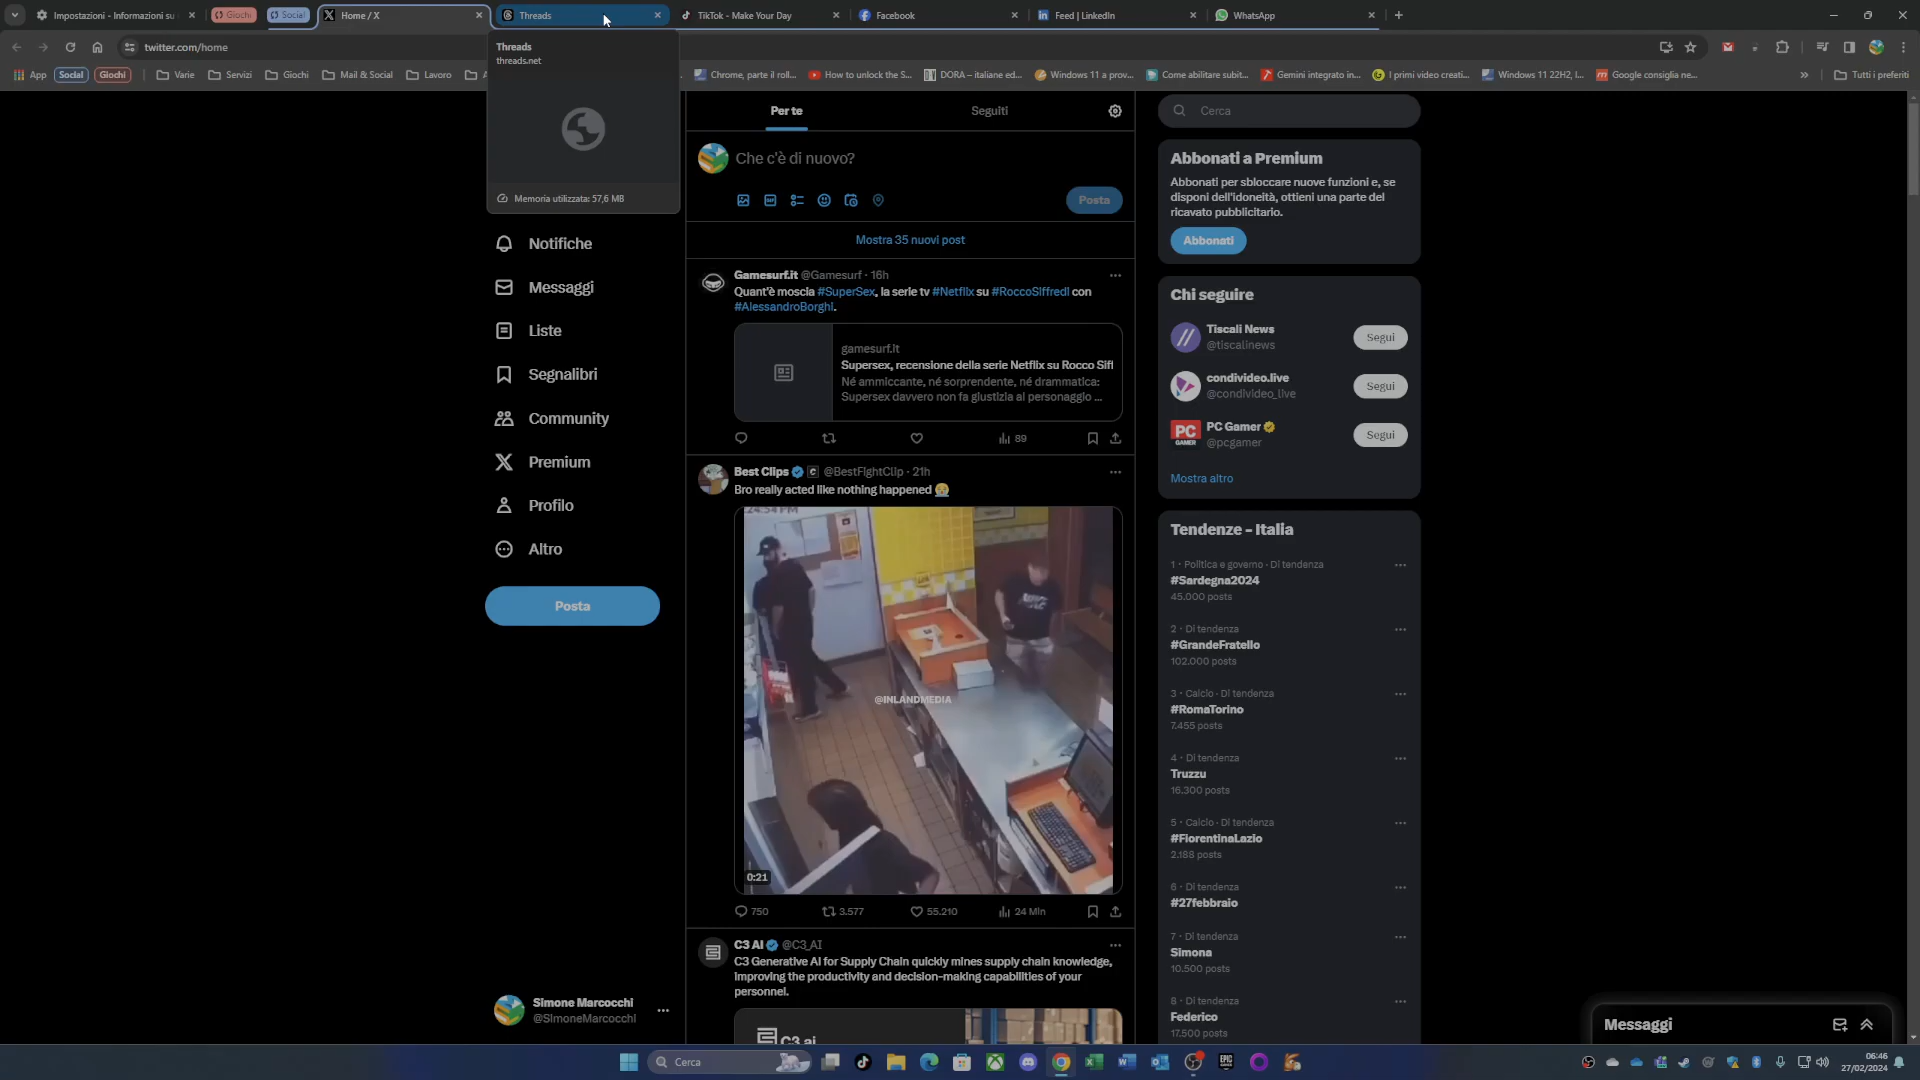 Impostazioni - Informazioni su
Giochi
Social
Home / X
Threads
TikTok - Make Your Day
Facebook
Feed | LinkedIn
WhatsApp
twitter.com/home
App
Social
Giochi
Varie
Servizi
Giochi
Mail & Social
Lavoro
Chrome, parte il roll...
How to unlock the S...
DORA – italiane ed...
Windows 11 a prov...
Come abilitare subit...
Gemini integrato in...
I primi video creati...
Windows 11 22H2, l...
Google consiglia ne...
Tutti i preferiti
Threads
threads.net
Memoria utilizzata: 57,6 MB
Notifiche
Messaggi
Liste
Segnalibri
Community
Premium
Profilo
Altro
Posta
Simone Marcocchi
@SimoneMarcocchi
Per te
Seguiti
Che c'è di nuovo?
GIF
Posta
Mostra 35 nuovi post
Gamesurf.it @Gamesurf · 16h
Quant'è moscia #SuperSex, la serie tv #Netflix su #RoccoSiffredi con
#AlessandroBorghi.
gamesurf.it
Supersex, recensione della serie Netflix su Rocco Siff
Né ammiccante, né sorprendente, né drammatica:
Supersex davvero non fa giustizia al personaggio ...
89
Best Clips @BestFightClip · 21h
Bro really acted like nothing happened
:24:54 PM
@INLANDMEDIA
0:21
750
3.577
55.210
24 Mln
C3 AI @C3_AI
C3 Generative AI for Supply Chain quickly mines supply chain knowledge,
improving the productivity and decision-making capabilities of your
personnel.
C3.ai
Cerca
Abbonati a Premium
Abbonati per sbloccare nuove funzioni e, se
disponi dell'idoneità, ottieni una parte del
ricavato pubblicitario.
Abbonati
Chi seguire
Tiscali News
@tiscalinews
Segui
condivideo.live
@condivideo_live
Segui
PC
GAMER
PC Gamer
@pcgamer
Segui
Mostra altro
Tendenze - Italia
1 · Politica e governo · Di tendenza
#Sardegna2024
45.000 posts
2 · Di tendenza
#GrandeFratello
102.000 posts
3 · Calcio · Di tendenza
#RomaTorino
7.455 posts
4 · Di tendenza
Truzzu
16.300 posts
5 · Calcio · Di tendenza
#FiorentinaLazio
2.188 posts
6 · Di tendenza
#27febbraio
7 · Di tendenza
Simona
10.500 posts
8 · Di tendenza
Federico
17.500 posts
Messaggi
Cerca
06:46
27/02/2024